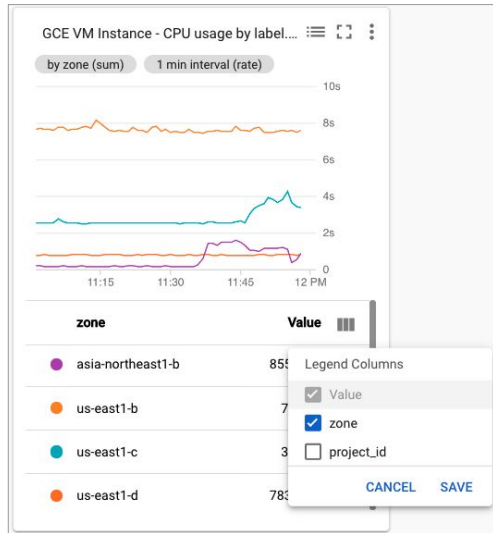 GCE VM Instance - CPU usage by label....
by zone (sum) 1 min interval (rate)
10s
8s
6s
4s
2s
0
11:15 11:30 11:45 12 PM
zone Value
asia-northeast1-b 855
us-east1-b 7
us-east1-c 3
us-east1-d 783
Legend Columns
Value
zone
project_id
CANCEL SAVE